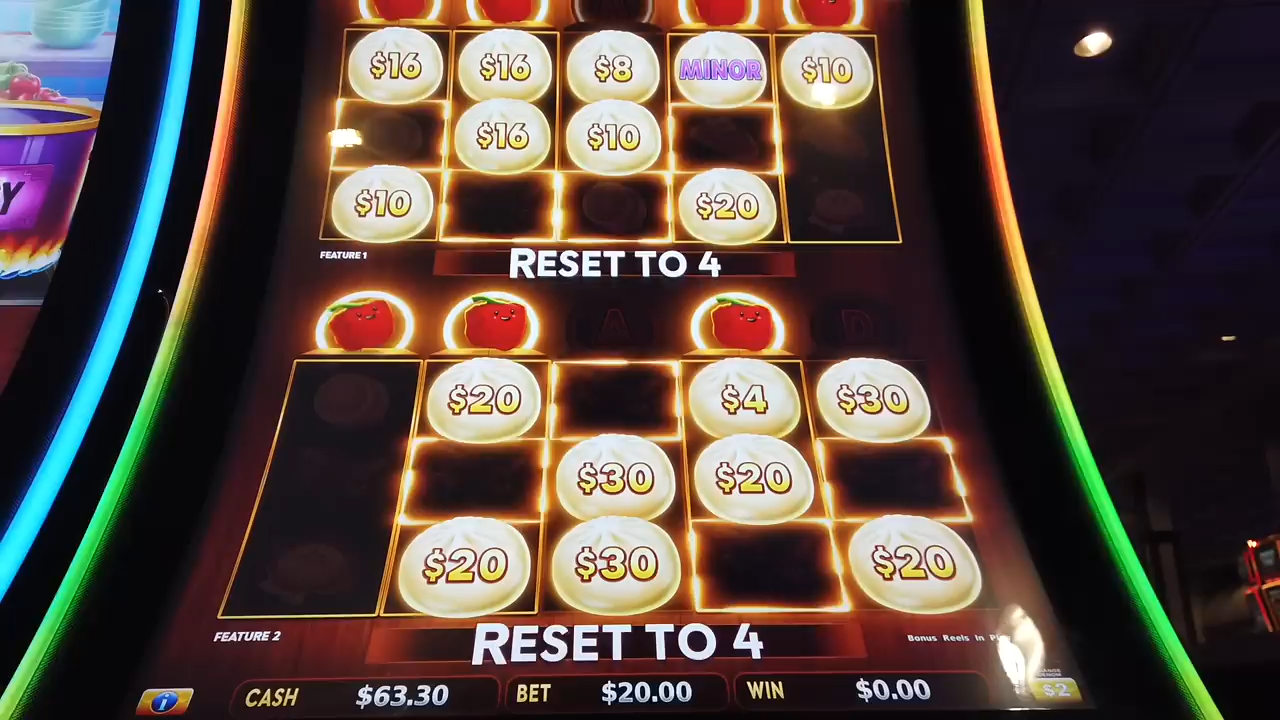 $16 $16 $8 MINOR $10
$16 $10
$10 $20
FEATURE 1
RESET TO 4
A D
$20 $4 $30
$30 $20
$20 $30 $20
FEATURE 2
RESET TO 4
Bonus Reels In
CASH $63.30 BET $20.00 WIN $0.00
$2
Y